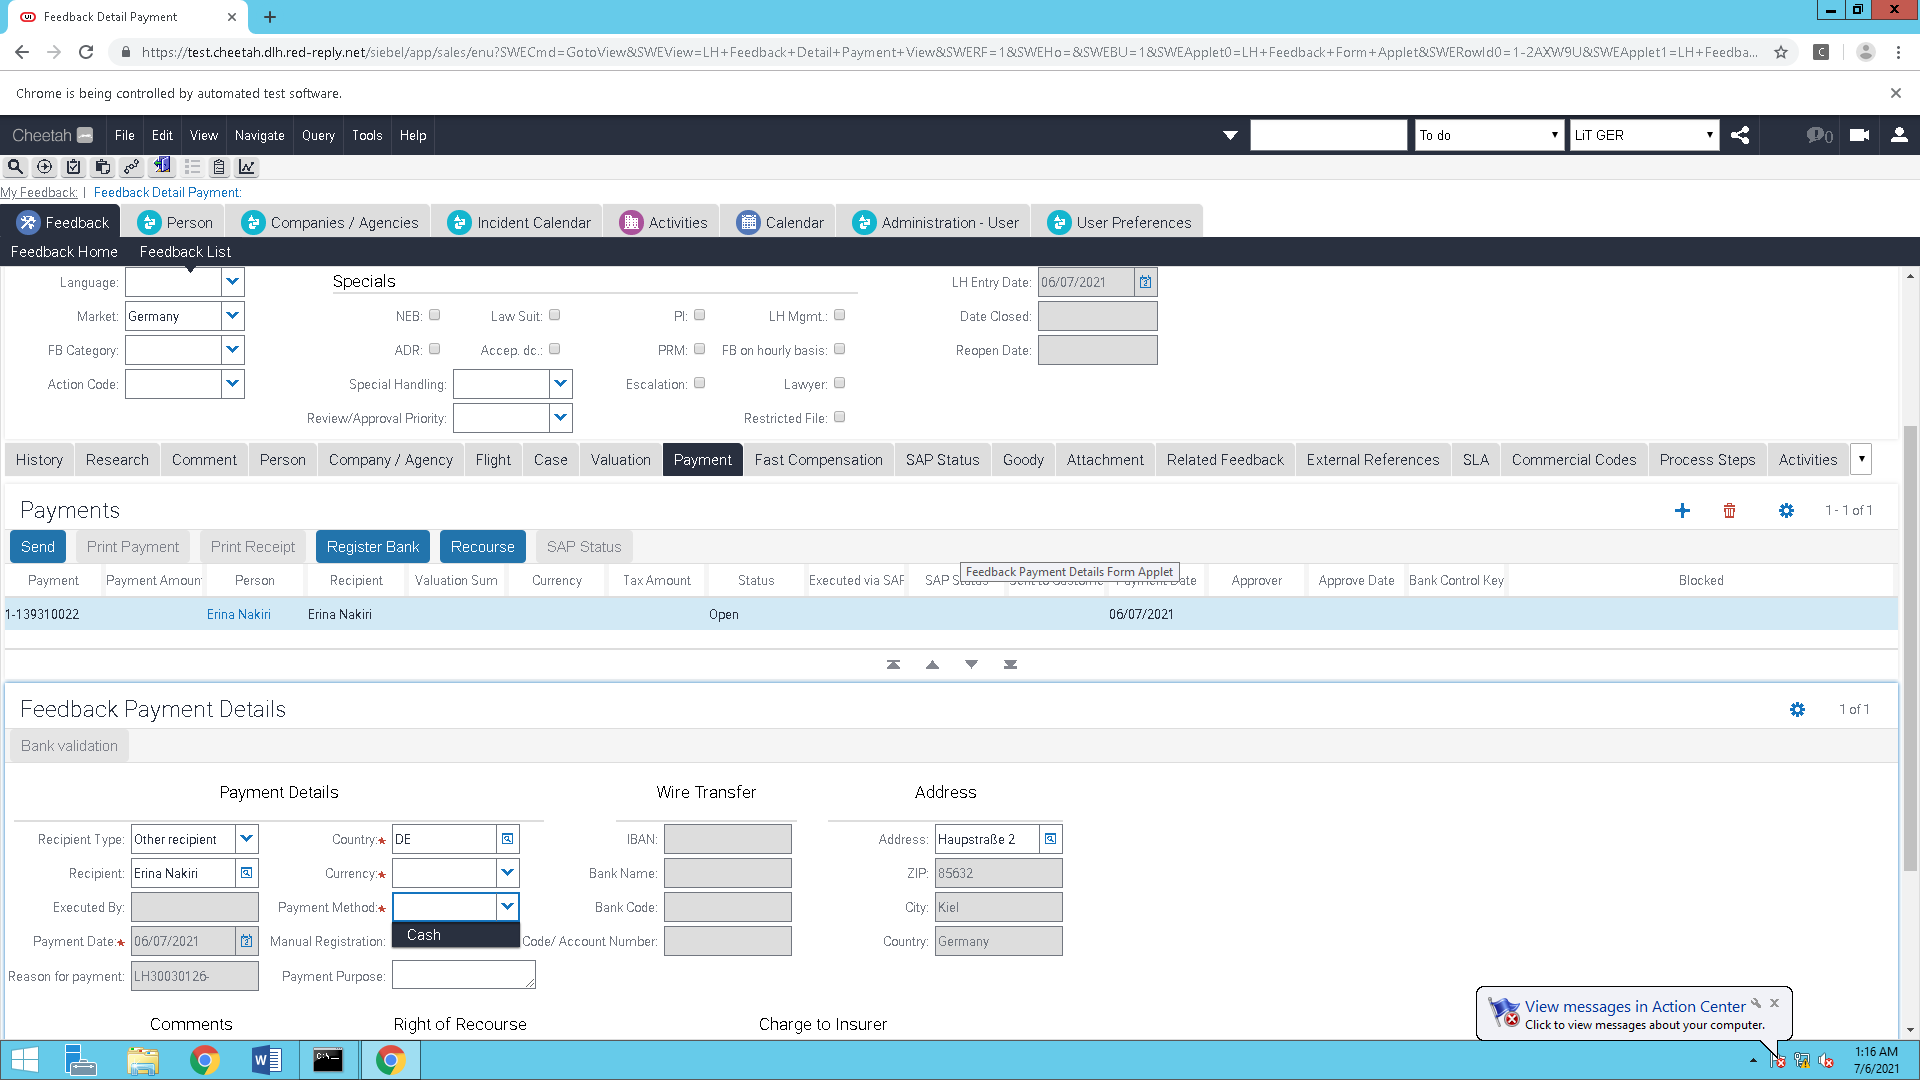 Feedback Detail Payment
https://test.cheetah.dlh.red-reply.net/siebel/app/sales/enu?SWECmd=GotoView&SWEView=LH+Feedback+Detail+Payment+View&SWERF=1&SWEHo=&SWEBU=1&SWEApplet0=LH+Feedback+Form+Applet&SWERowId0=1-2AXW9U&SWEApplet1=LH+Feedba...
Chrome is being controlled by automated test software.
Cheetah File Edit View Navigate Query Tools Help To do LiT GER 0
My Feedback: | Feedback Detail Payment:
Feedback Person Companies / Agencies Incident Calendar Activities Calendar Administration - User User Preferences
Feedback Home Feedback List
Language: Specials LH Entry Date: 06/07/2021
Market: Germany NEB: Law Suit: PI: LH Mgmt.: Date Closed:
FB Category: ADR: Accep. dc.: PRM: FB on hourly basis: Reopen Date:
Action Code: Special Handling: Escalation: Lawyer:
Review/Approval Priority: Restricted File:
History Research Comment Person Company / Agency Flight Case Valuation Payment Fast Compensation SAP Status Goody Attachment Related Feedback External References SLA Commercial Codes Process Steps Activities
Payments 1 - 1 of 1
Send Print Payment Print Receipt Register Bank Recourse SAP Status
Feedback Payment Details Form Applet
Payment Payment Amoun Person Recipient Valuation Sum Currency Tax Amount Status Executed via SAP SAP Status Payment Date Approver Approve Date Bank Control Key Blocked
1-139310022 Erina Nakiri Erina Nakiri Open 06/07/2021
Feedback Payment Details 1 of 1
Bank validation
Payment Details Wire Transfer Address
Recipient Type: Other recipient Country: DE IBAN: Address: Haupstraße 2
Recipient: Erina Nakiri Currency: Bank Name: ZIP: 85632
Executed By: Payment Method: Bank Code: City: Kiel
Payment Date: 06/07/2021 Manual Registration: Cash Code/ Account Number: Country: Germany
Reason for payment: LH30030126- Payment Purpose:
Comments Right of Recourse Charge to Insurer
View messages in Action Center
Click to view messages about your computer.
1:16 AM
7/6/2021